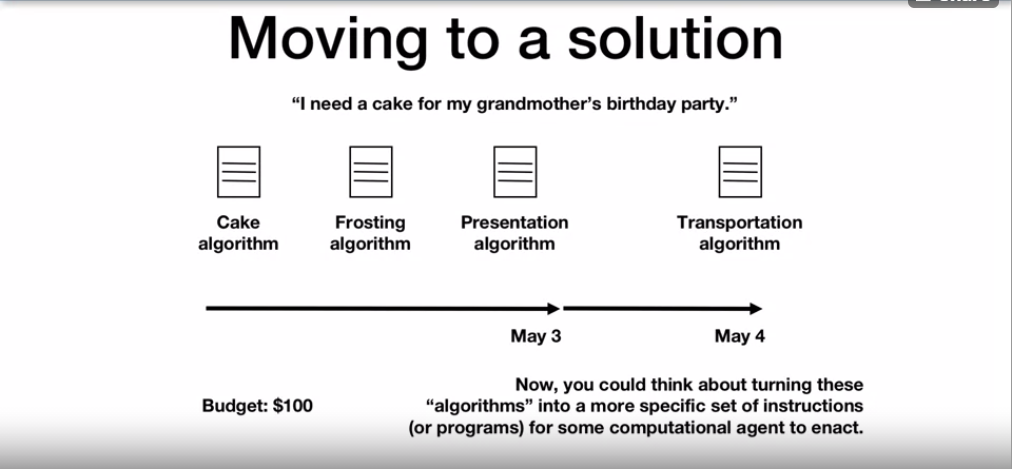 Moving to a solution
“I need a cake for my grandmother’s birthday party.”
Cake
algorithm
Frosting
algorithm
Presentation
algorithm
Transportation
algorithm
May 3
May 4
Budget: $100
Now, you could think about turning these
“algorithms” into a more specific set of instructions
(or programs) for some computational agent to enact.